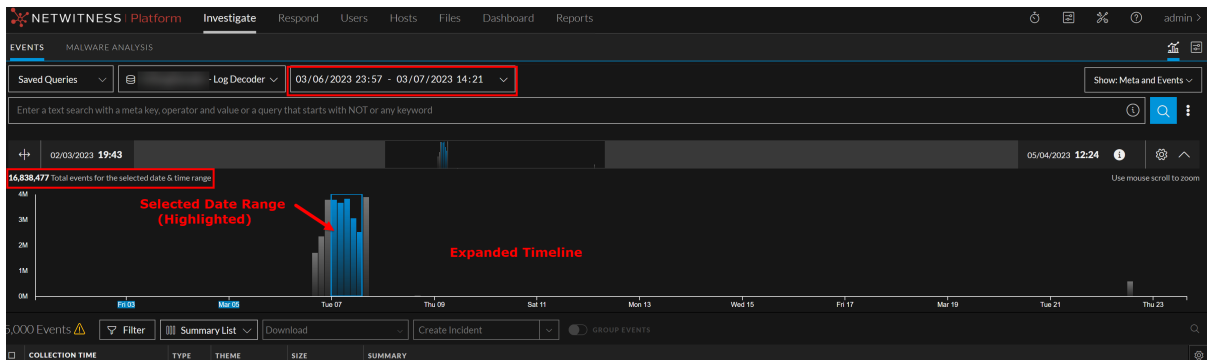 NETWITNESS Platform Investigate Respond Users Hosts Files Dashboard Reports admin >
EVENTS MALWARE ANALYSIS
Saved Queries - Log Decoder 03/06/2023 23:57 - 03/07/2023 14:21 Show: Meta and Events
Enter a text search with a meta key, operator and value or a query that starts with NOT or any keyword
02/03/2023 19:43 05/04/2023 12:24
16,838,477 Total events for the selected date & time range Use mouse scroll to zoom
4M
Selected Date Range
(Highlighted)
3M
Expanded Timeline
2M
1M
0M
Fri 03 Mar 05 Tue 07 Thu 09 Sat 11 Mon 13 Wed 15 Fri 17 Mar 19 Tue 21 Thu 23
5,000 Events Filter Summary List Download Create Incident GROUP EVENTS
COLLECTION TIME TYPE THEME SIZE SUMMARY